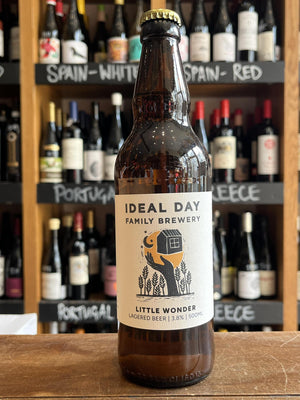 SPAIN-WHITE
SPAIN-RED
PORTUGAL
GREECE
PORTUGAL
GREECE
IDEAL DAY
FAMILY BREWERY
LITTLE WONDER
LAGERED BEER | 3.8% | 500ML